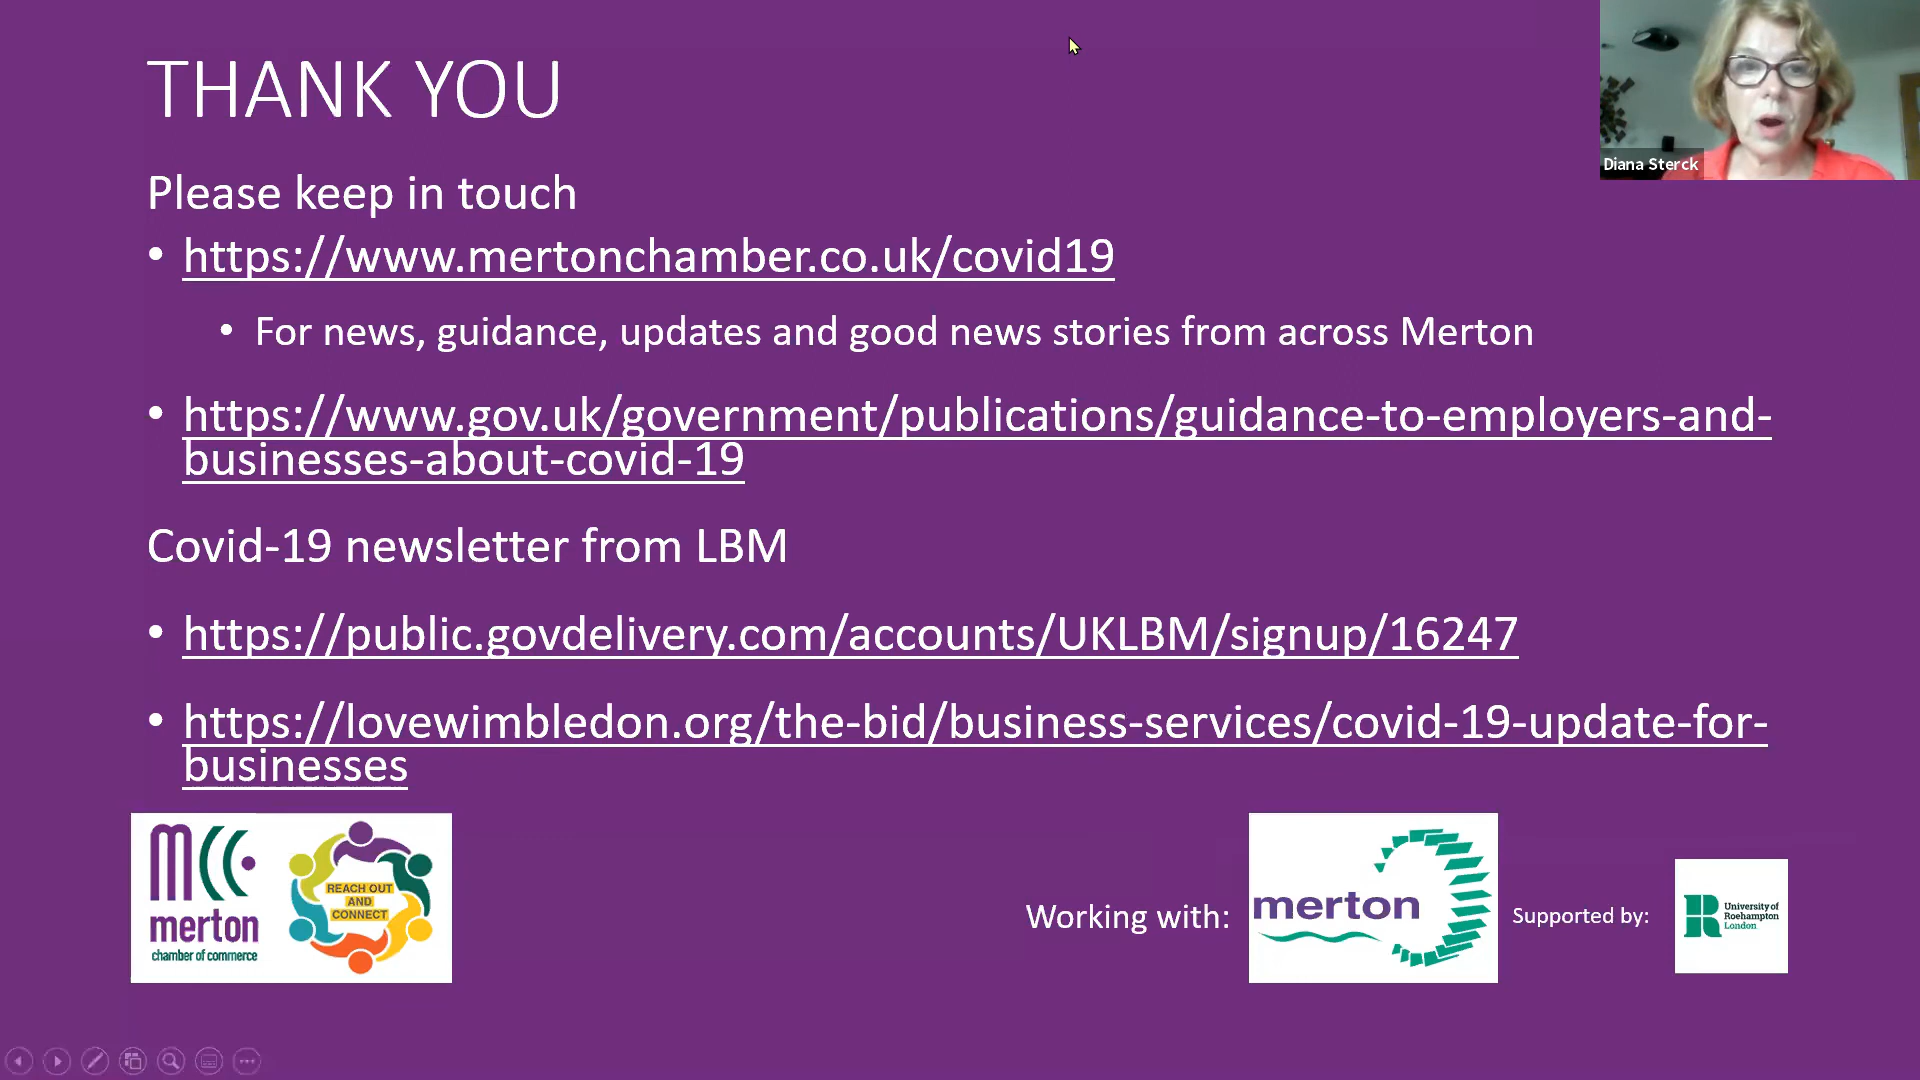 THANK YOU
Diana Sterck
Please keep in touch
• https://www.mertonchamber.co.uk/covid19
• For news, guidance, updates and good news stories from across Merton
• https://www.gov.uk/government/publications/guidance-to-employers-and-
businesses-about-covid-19
Covid-19 newsletter from LBM
• https://public.govdelivery.com/accounts/UKLBM/signup/16247
• https://lovewimbledon.org/the-bid/business-services/covid-19-update-for-
businesses
mcc
merton
chamber of commerce
REACH OUT
AND
CONNECT
Working with:
merton
Supported by:
R
University of
Roehampton
London